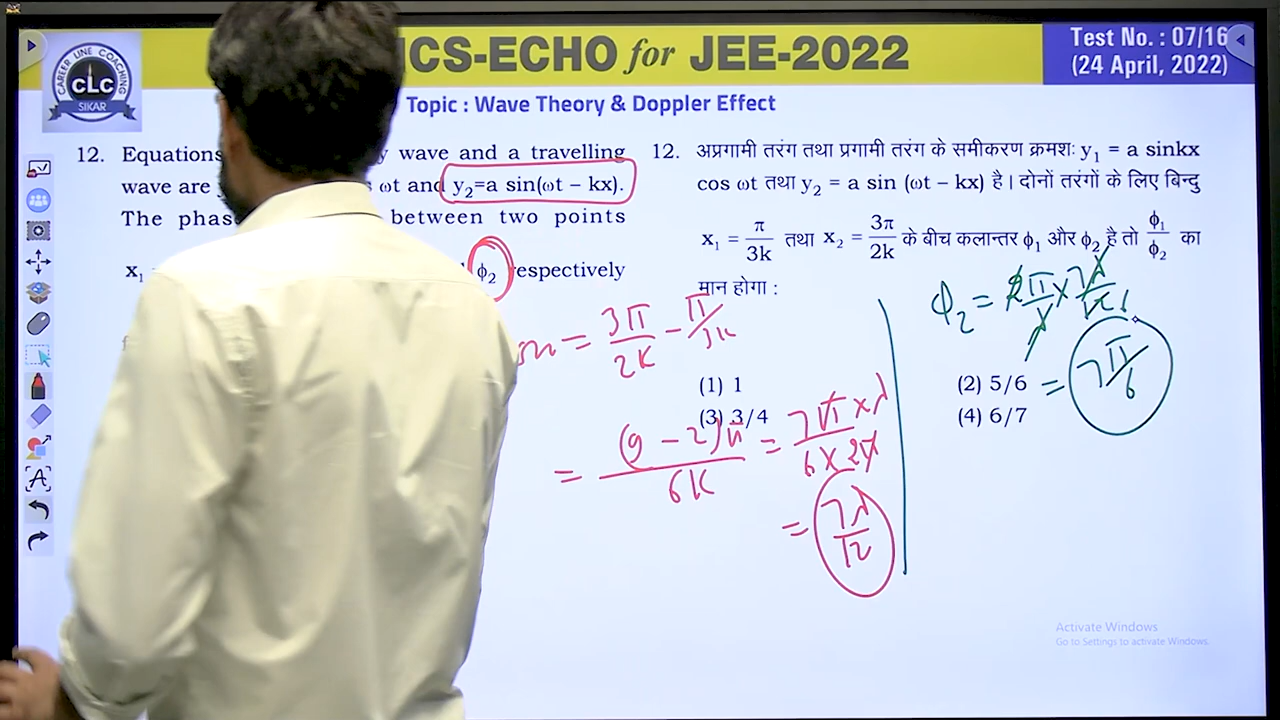 CS-ECHO for JEE-2022
Test No. : 07/16
(24 April, 2022)
CAREER LINE COACHING
CLC
SIKAR
Topic : Wave Theory & Doppler Effect
12. Equations wave and a travelling
wave are ωt and y₂=a sin(ωt – kx).
The between two points
x₁ ϕ₂ respectively
12. अप्रगामी तरंग तथा प्रगामी तरंग के समीकरण क्रमशः y₁ = a sinkx
cos ωt तथा y₂ = a sin (ωt – kx) है। दोनों तरंगों के लिए बिन्दु
x₁ = π/3k तथा x₂ = 3π/2k के बीच कलान्तर ϕ₁ और ϕ₂ है तो ϕ₁/ϕ₂ का
मान होगा :
(1) 1
(2) 5/6
(3) 3/4
(4) 6/7
= 3π/2K – π/3K
= (9 – 2)π/6K = 7π×λ/6×2π
= 7λ/12
ϕ₂ = 2π/λ × 7λ/12 6
= 7π/6
Activate Windows
Go to Settings to activate Windows.